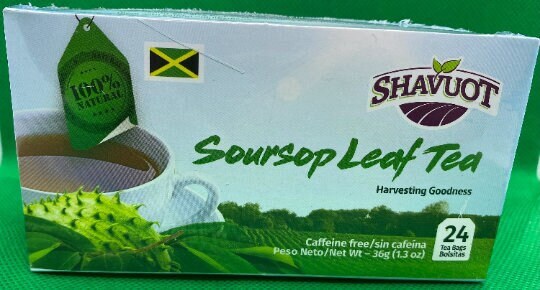 100%
NATURAL
SHAVUOT
Soursop Leaf Tea
Harvesting Goodness
Caffeine free/sin cafeína
Peso Neto/Net Wt – 36g (1.3 oz)
24
Tea Bags
Bolsitas